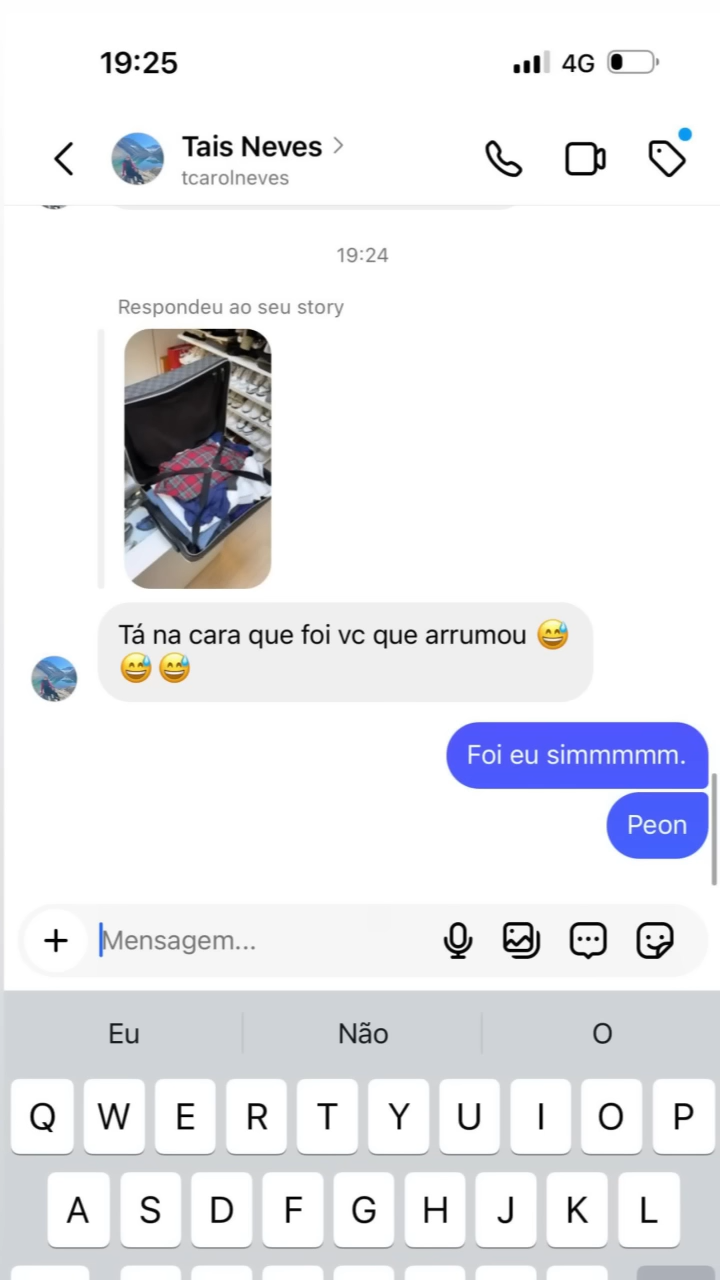 19:25
4G
Tais Neves
tcarolneves
19:24
Respondeu ao seu story
Tá na cara que foi vc que arrumou 😅
😅😅
Foi eu simmmmm.
Peon
Mensagem...
Eu Não O
Q W E R T Y U I O P
A S D F G H J K L